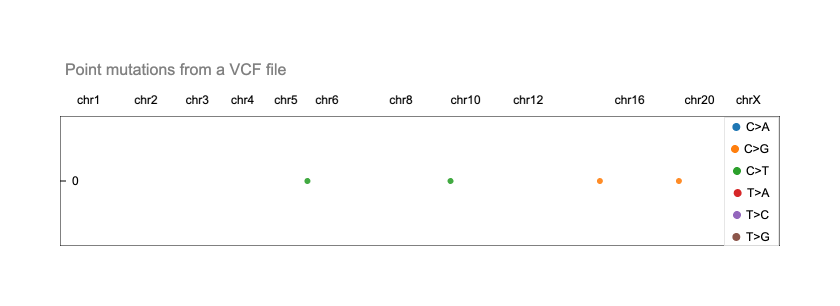 Point mutations from a VCF file
chr1 chr2 chr3 chr4 chr5 chr6 chr8 chr10 chr12 chr16 chr20 chrX
C>A
C>G
C>T
0
T>A
T>C
T>G